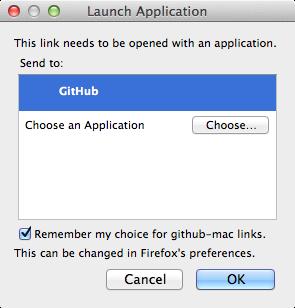 Launch Application
This link needs to be opened with an application.
Send to:
GitHub
Choose an Application Choose...
Remember my choice for github-mac links.
This can be changed in Firefox's preferences.
Cancel OK